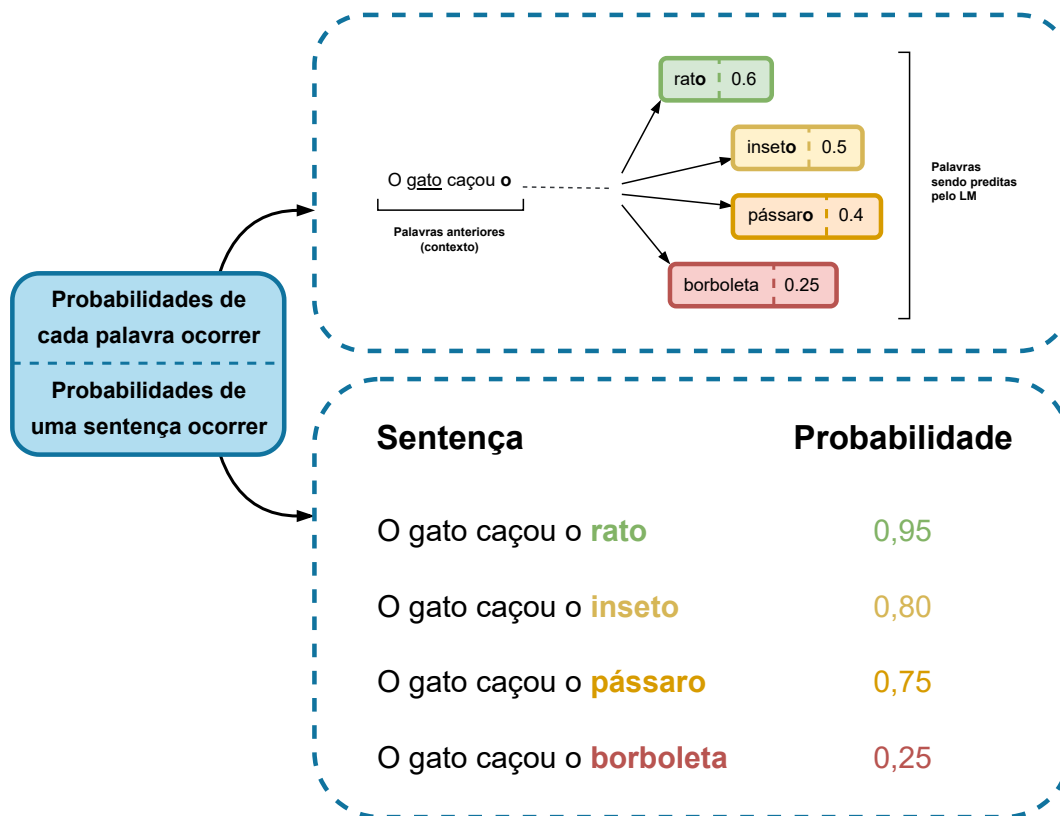 Probabilidades de
cada palavra ocorrer
Probabilidades de
uma sentença ocorrer
O gato caçou o
Palavras anteriores
(contexto)
rato 0.6
inseto 0.5
pássaro 0.4
borboleta 0.25
Palavras
sendo preditas
pelo LM
Sentença Probabilidade
O gato caçou o rato 0,95
O gato caçou o inseto 0,80
O gato caçou o pássaro 0,75
O gato caçou o borboleta 0,25